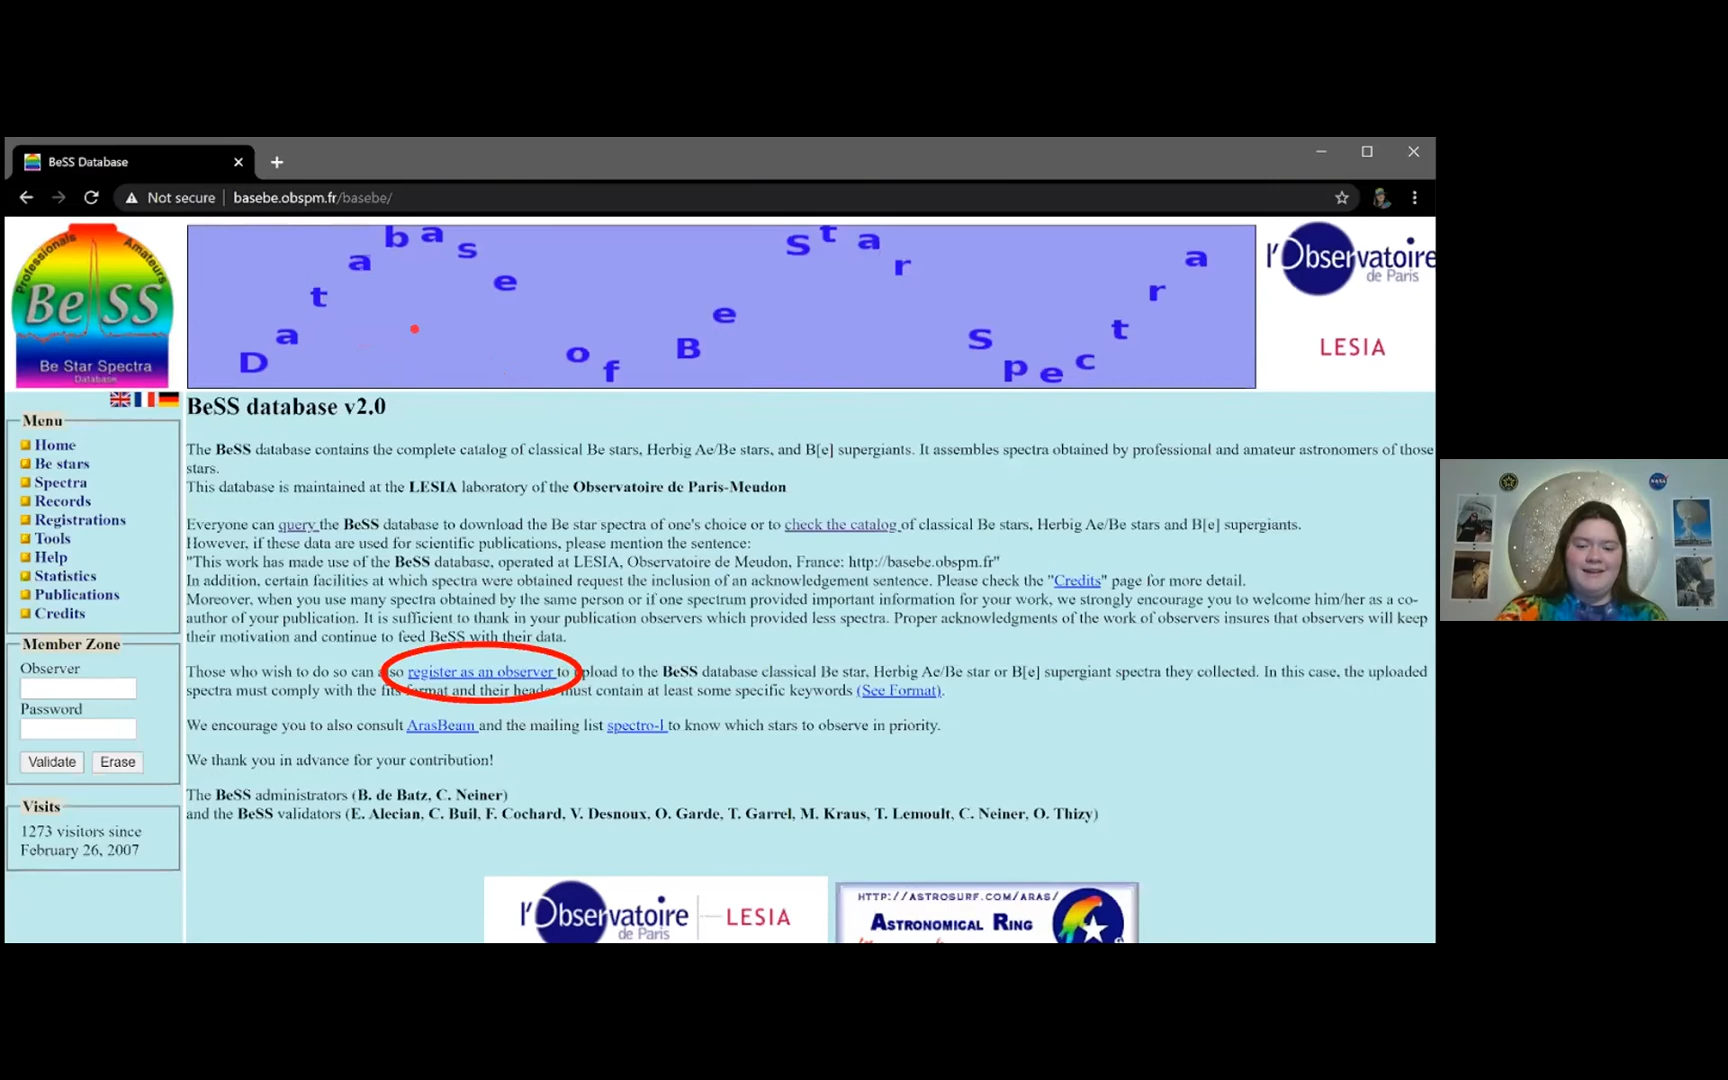 BeSS Database
Not secure
basebe.obspm.fr/basebe/
Professionals Amateurs
Be SS
Be Star Spectra
Database
Database of Be Star Spectra
l'Observatoire
de Paris
LESIA
BeSS database v2.0
Menu
Home
Be stars
Spectra
Records
Registrations
Tools
Help
Statistics
Publications
Credits
Member Zone
Observer
Password
Validate Erase
Visits
1273 visitors since
February 26, 2007
The BeSS database contains the complete catalog of classical Be stars, Herbig Ae/Be stars, and B[e] supergiants. It assembles spectra obtained by professional and amateur astronomers of those
stars.
This database is maintained at the LESIA laboratory of the Observatoire de Paris-Meudon
Everyone can query the BeSS database to download the Be star spectra of one's choice or to check the catalog of classical Be stars, Herbig Ae/Be stars and B[e] supergiants.
However, if these data are used for scientific publications, please mention the sentence:
"This work has made use of the BeSS database, operated at LESIA, Observatoire de Meudon, France: http://basebe.obspm.fr"
In addition, certain facilities at which spectra were obtained request the inclusion of an acknowledgement sentence. Please check the "Credits" page for more detail.
Moreover, when you use many spectra obtained by the same person or if one spectrum provided important information for your work, we strongly encourage you to welcome him/her as a co-
author of your publication. It is sufficient to thank in your publication observers which provided less spectra. Proper acknowledgments of the work of observers insures that observers will keep
their motivation and continue to feed BeSS with their data.
Those who wish to do so can also register as an observer to upload to the BeSS database classical Be star, Herbig Ae/Be star or B[e] supergiant spectra they collected. In this case, the uploaded
spectra must comply with the fits format and their header must contain at least some specific keywords (See Format).
We encourage you to also consult ArasBeam and the mailing list spectro-l to know which stars to observe in priority.
We thank you in advance for your contribution!
The BeSS administrators (B. de Batz, C. Neiner)
and the BeSS validators (E. Alecian, C. Buil, F. Cochard, V. Desnoux, O. Garde, T. Garrel, M. Kraus, T. Lemoult, C. Neiner, O. Thizy)
l'Observatoire
de Paris
LESIA
HTTP://ASTROSURF.COM/ARAS/
ASTRONOMICAL RING
NASA